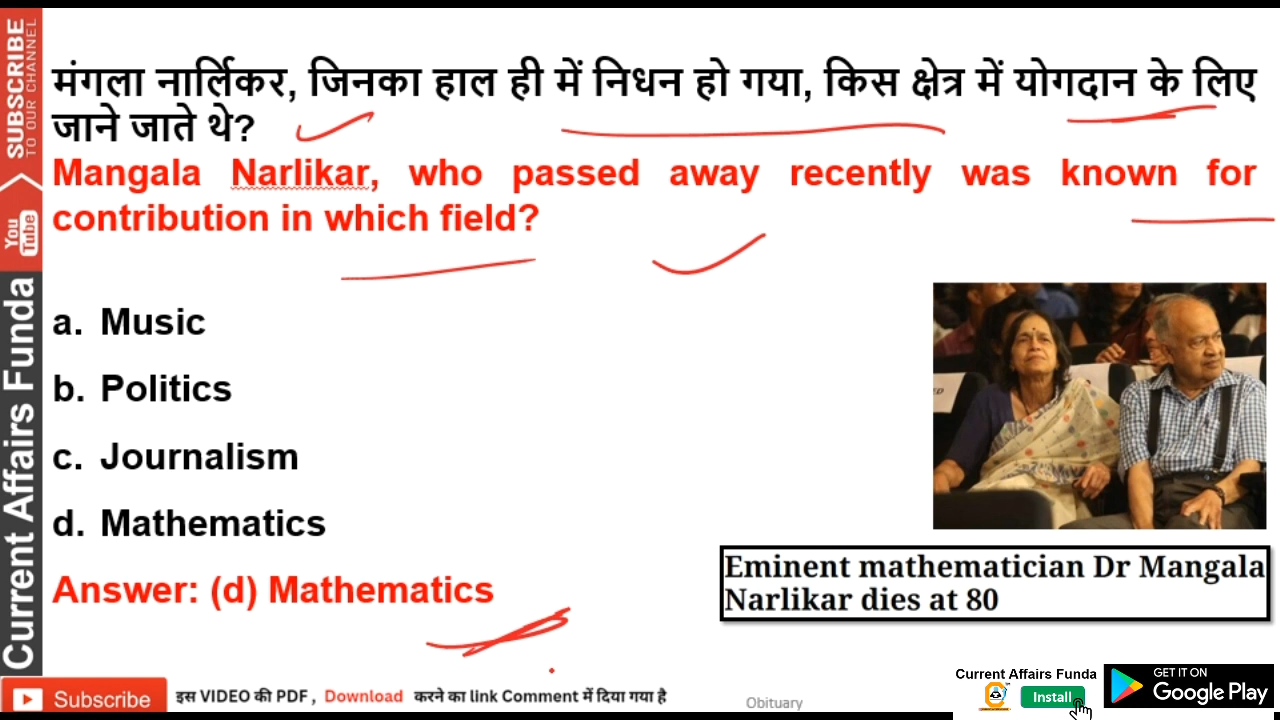 SUBSCRIBE
TO OUR CHANNEL
You
Tube
Current Affairs Funda
मंगला नार्लिकर, जिनका हाल ही में निधन हो गया, किस क्षेत्र में योगदान के लिए
जाने जाते थे?
Mangala Narlikar, who passed away recently was known for
contribution in which field?
a. Music
b. Politics
c. Journalism
d. Mathematics
Answer: (d) Mathematics
Eminent mathematician Dr Mangala
Narlikar dies at 80
Subscribe
इस VIDEO की PDF , Download करने का link Comment में दिया गया है
Obituary
Current Affairs Funda
Install
GET IT ON
Google Play